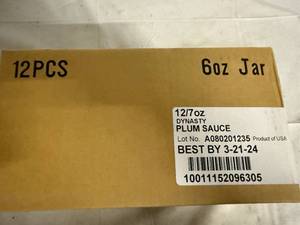 12PCS 6oz Jar
12/7oz
DYNASTY
PLUM SAUCE
Lot No. A080201235 Product of USA
BEST BY 3-21-24
10011152096305